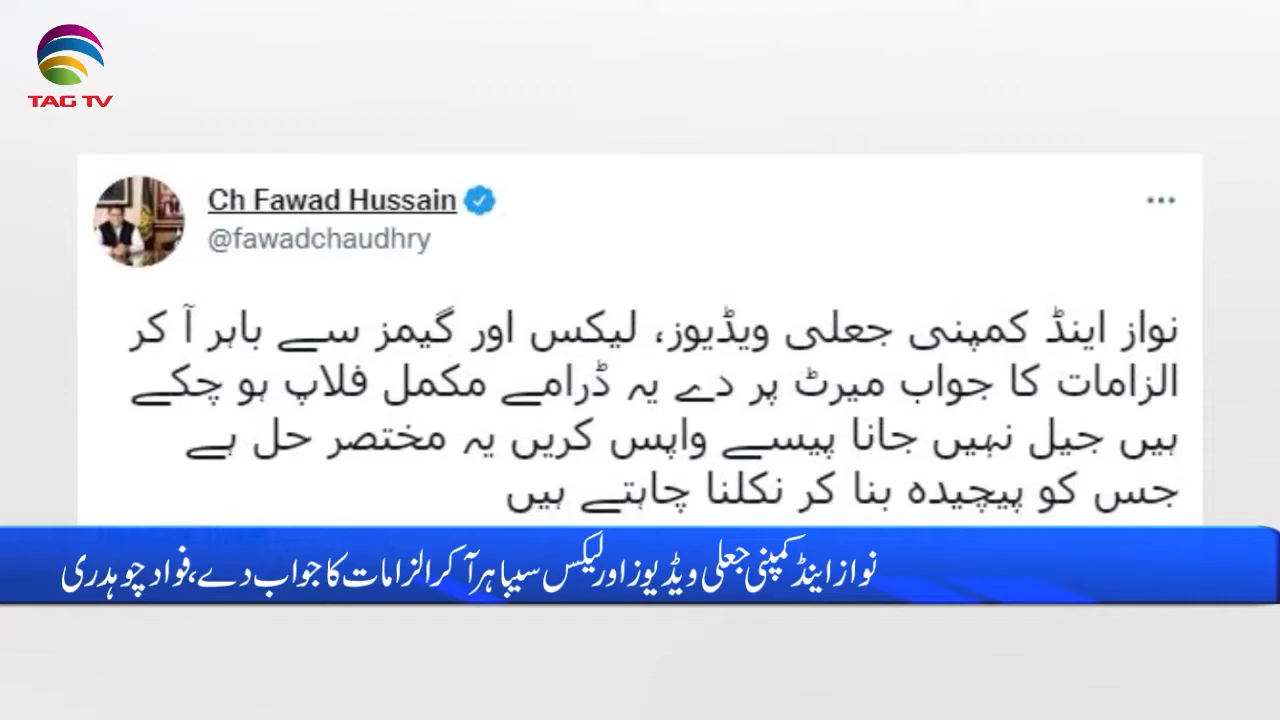 TAG TV
Ch Fawad Hussain
@fawadchaudhry
نواز اینڈ کمپنی جعلی ویڈیوز، لیکس اور گیمز سے باہر آ کر
الزامات کا جواب میرٹ پر دے یہ ڈرامے مکمل فلاپ ہو چکے
ہیں جیل نہیں جانا پیسے واپس کریں یہ مختصر حل ہے
جس کو پیچیدہ بنا کر نکلنا چاہتے ہیں
نواز اینڈ کمپنی جعلی ویڈیوز اور لیکس سیباہر آ کر الزامات کا جواب دے، فواد چوہدری